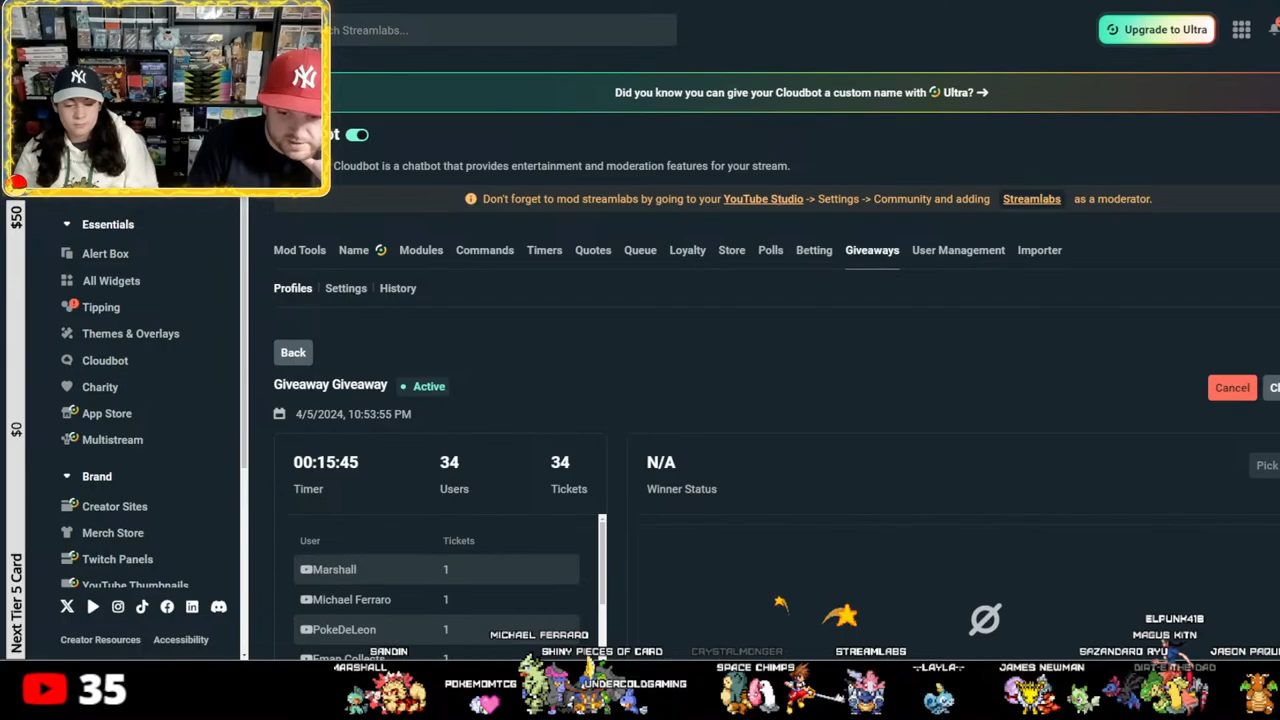 ch Streamlabs...
Upgrade to Ultra
Did you know you can give your Cloudbot a custom name with Ultra? →
ot
Cloudbot is a chatbot that provides entertainment and moderation features for your stream.
Don't forget to mod streamlabs by going to your YouTube Studio -> Settings -> Community and adding Streamlabs as a moderator.
$50
$0
Next Tier 5 Card
Essentials
Alert Box
All Widgets
Tipping
Themes & Overlays
Cloudbot
Charity
App Store
Multistream
Brand
Creator Sites
Merch Store
Twitch Panels
YouTube Thumbnails
Creator Resources Accessibility
Mod Tools Name Modules Commands Timers Quotes Queue Loyalty Store Polls Betting Giveaways User Management Importer
Profiles Settings History
Back
Giveaway Giveaway • Active
Cancel
4/5/2024, 10:53:55 PM
00:15:45 34 34
Timer Users Tickets
N/A
Pick
Winner Status
User Tickets
Marshall 1
Michael Ferraro 1
PokeDeLeon 1
Eman Collects
ELFUNK418
MICHAEL FERRARO
MAGUS KITN
SANDIN
SHINY PIECES OF CARD
CRYSTALMONGER
STREAMLABS
SAZANDORD RYU
MARSHALL
SPACE CHIMPS
-LAYLA-
JAMES NEWMAN
POKEMOMTCG
UNDERCOLDGAMING
35